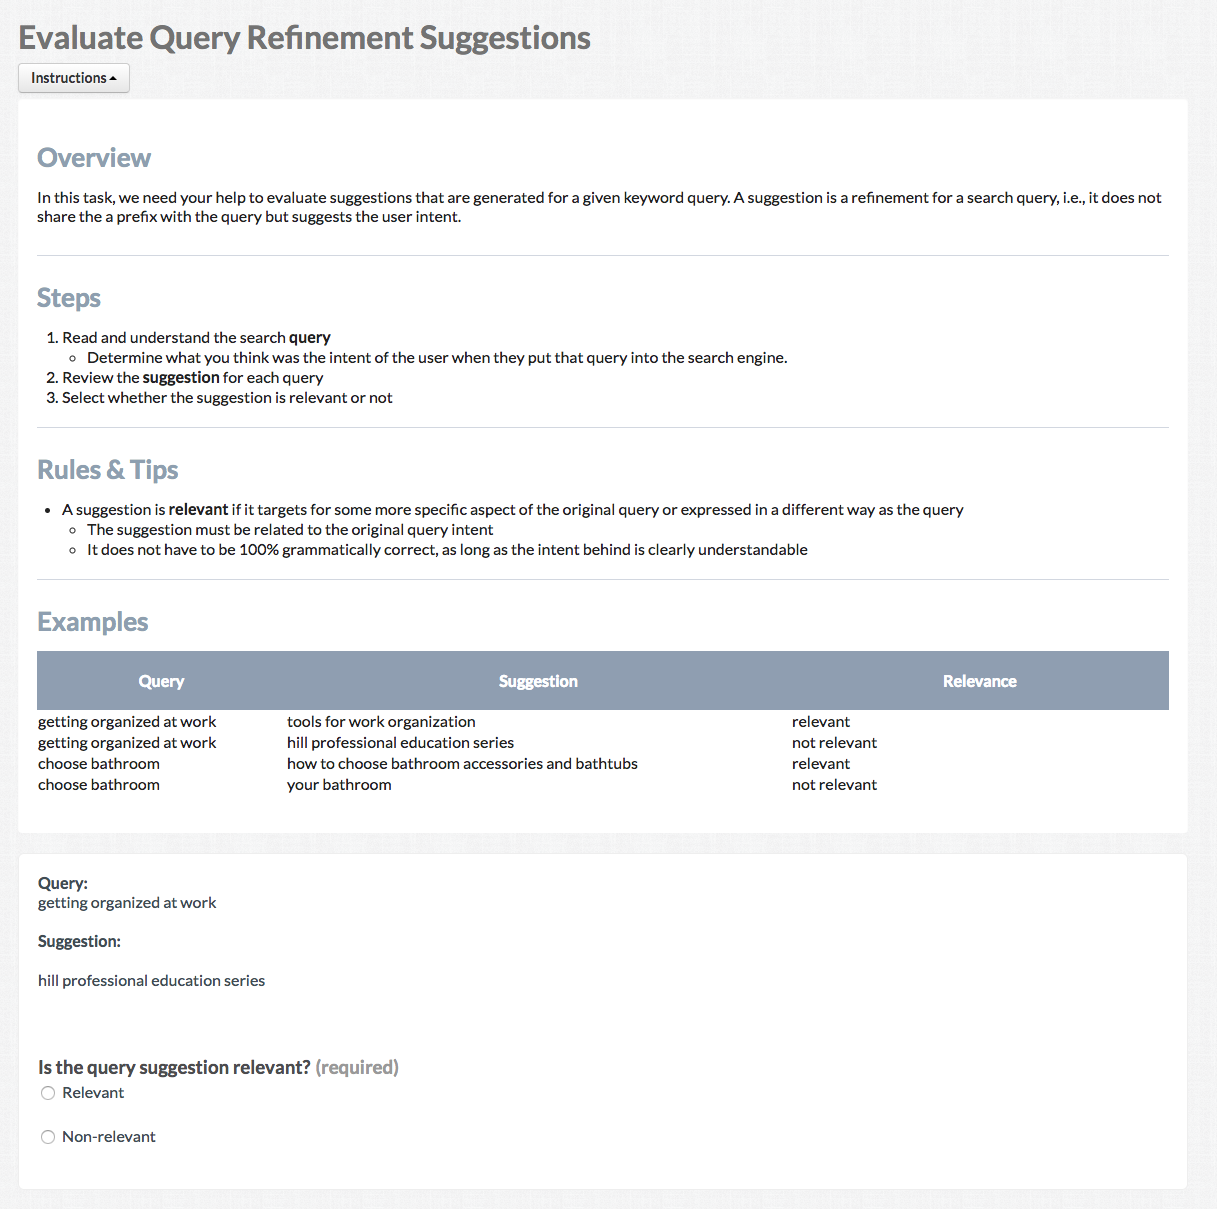 Evaluate Query Refinement Suggestions
Instructions
Overview
In this task, we need your help to evaluate suggestions that are generated for a given keyword query. A suggestion is a refinement for a search query, i.e., it does not
share the a prefix with the query but suggests the user intent.
Steps
1. Read and understand the search query
Determine what you think was the intent of the user when they put that query into the search engine.
2. Review the suggestion for each query
3. Select whether the suggestion is relevant or not
Rules & Tips
A suggestion is relevant if it targets for some more specific aspect of the original query or expressed in a different way as the query
The suggestion must be related to the original query intent
It does not have to be 100% grammatically correct, as long as the intent behind is clearly understandable
Examples
Query Suggestion Relevance
getting organized at work tools for work organization relevant
getting organized at work hill professional education series not relevant
choose bathroom how to choose bathroom accessories and bathtubs relevant
choose bathroom your bathroom not relevant
Query:
getting organized at work
Suggestion:
hill professional education series
Is the query suggestion relevant? (required)
Relevant
Non-relevant